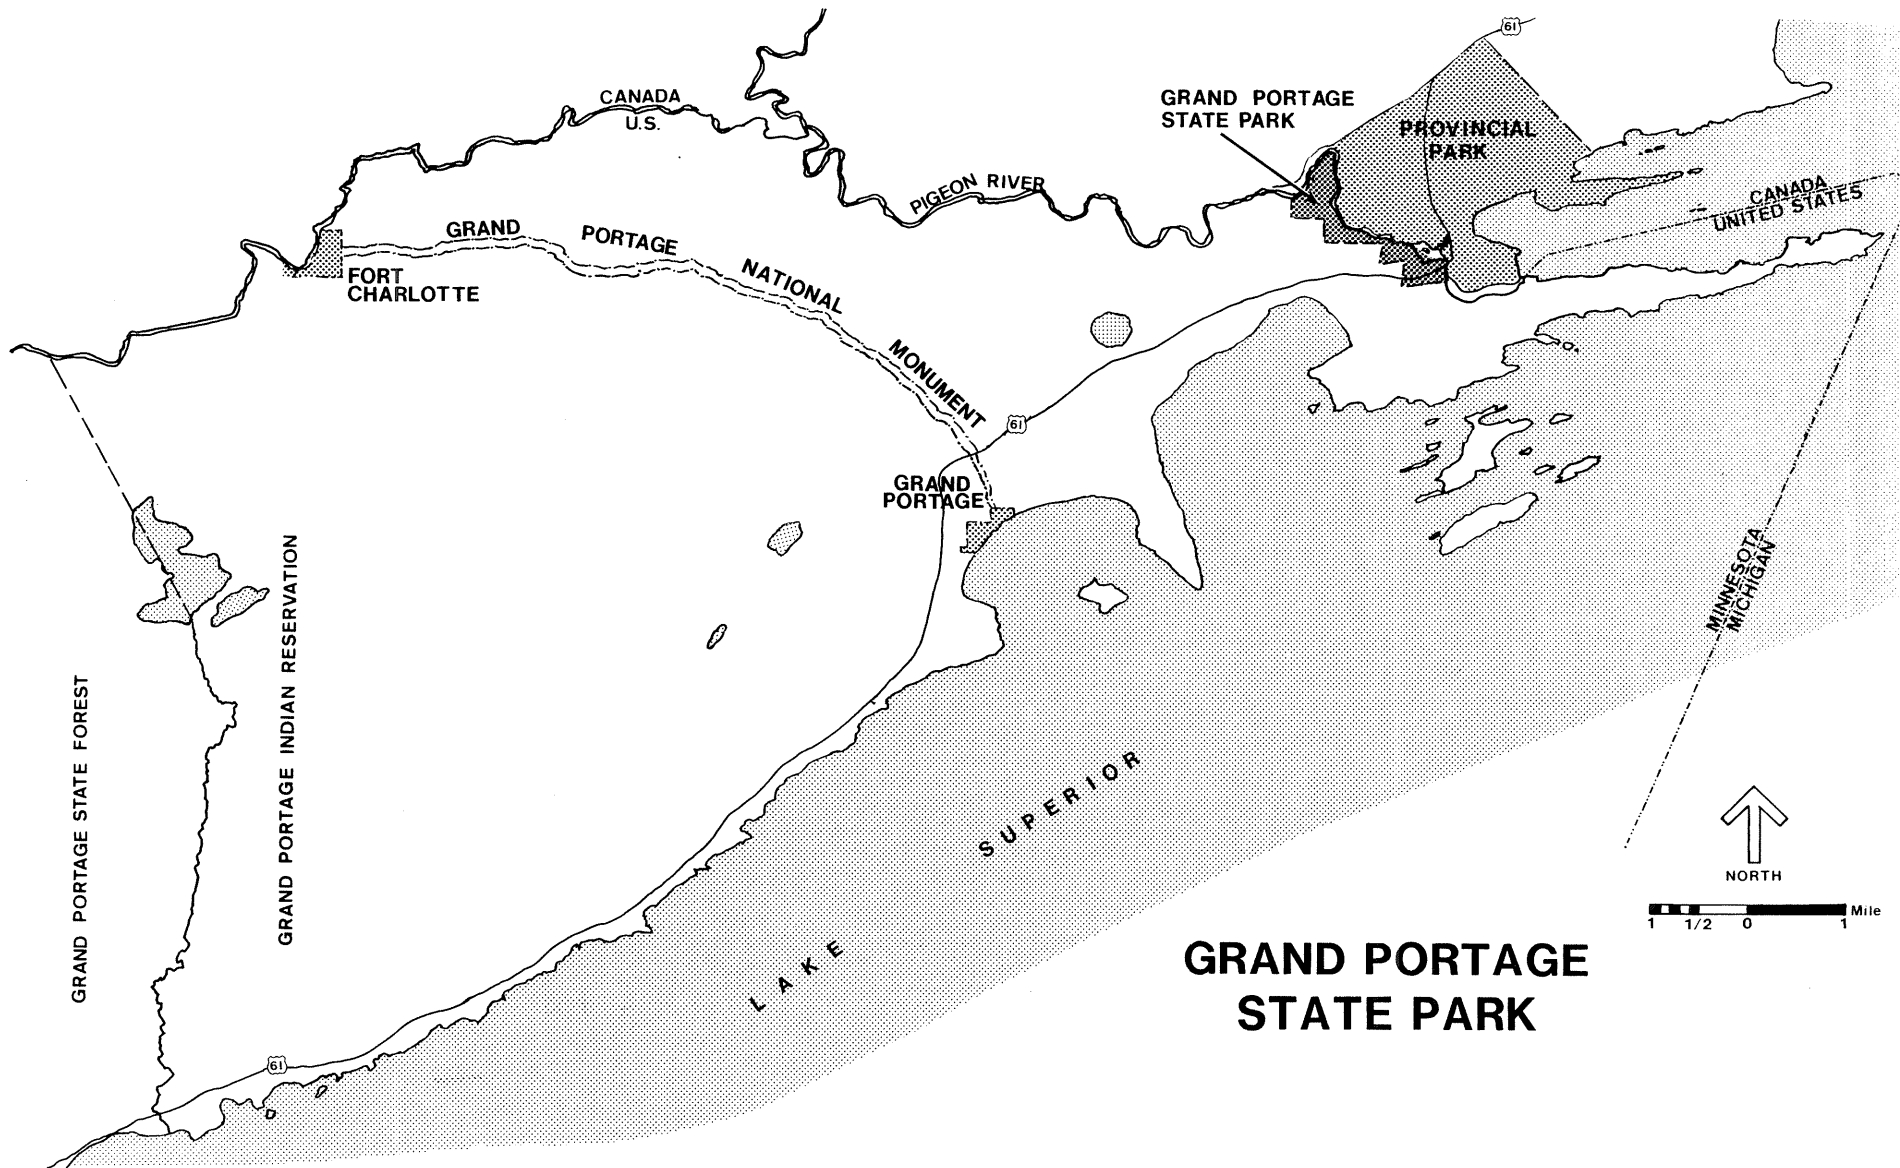 61
GRAND PORTAGE
STATE PARK
CANADA
U.S.
PROVINCIAL
PARK
PIGEON RIVER
CANADA
UNITED STATES
GRAND PORTAGE NATIONAL MONUMENT
FORT
CHARLOTTE
61
GRAND
PORTAGE
MINNESOTA
MICHIGAN
GRAND PORTAGE STATE FOREST
GRAND PORTAGE INDIAN RESERVATION
LAKE SUPERIOR
NORTH
1 1/2 0 1 Mile
GRAND PORTAGE
STATE PARK
61